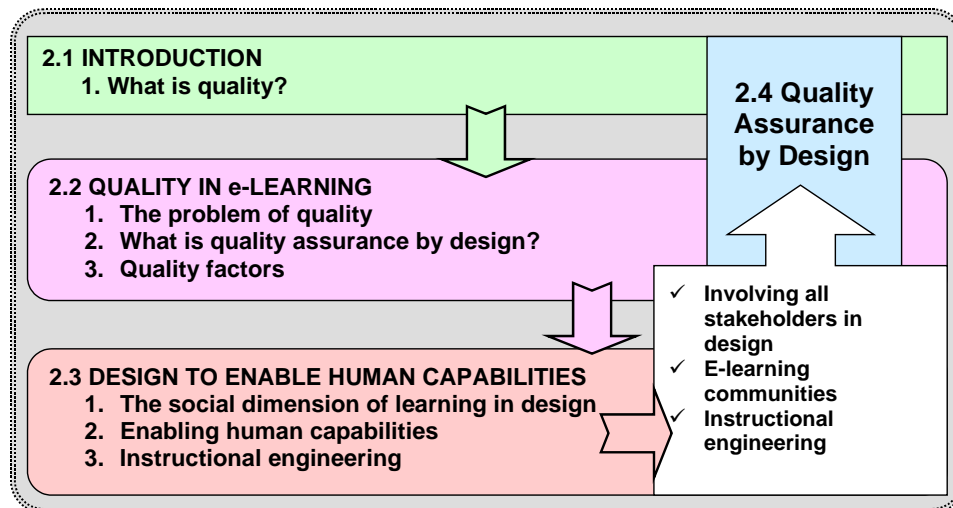 2.1 INTRODUCTION
1. What is quality?
2.4 Quality
Assurance
by Design
2.2 QUALITY IN e-LEARNING
1. The problem of quality
2. What is quality assurance by design?
3. Quality factors
✓ Involving all
stakeholders in
design
✓ E-learning
communities
✓ Instructional
engineering
2.3 DESIGN TO ENABLE HUMAN CAPABILITIES
1. The social dimension of learning in design
2. Enabling human capabilities
3. Instructional engineering